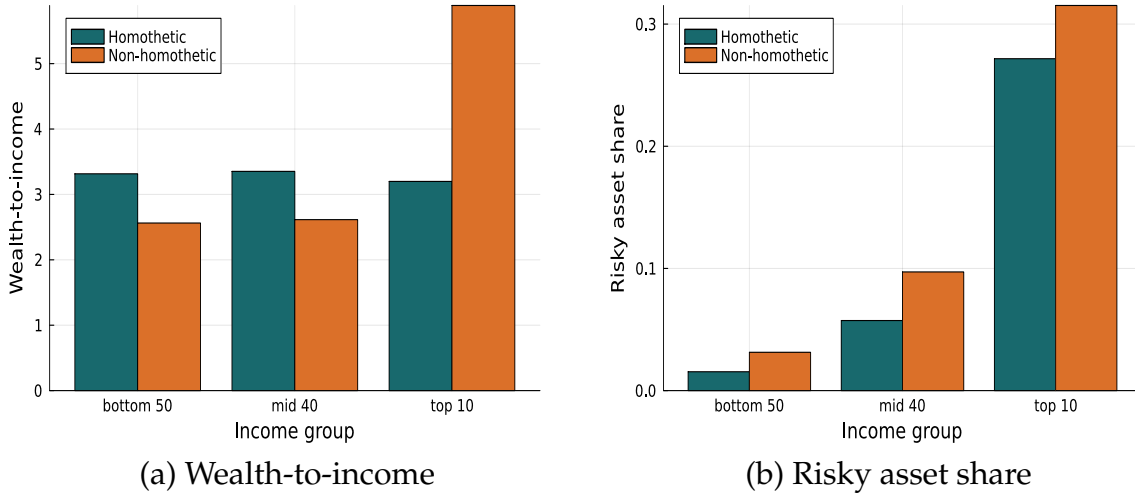 Homothetic
Non-homothetic
Wealth-to-income
5
4
3
2
1
0
bottom 50 mid 40 top 10
Income group
(a) Wealth-to-income
Homothetic
Non-homothetic
Risky asset share
0.3
0.2
0.1
0.0
bottom 50 mid 40 top 10
Income group
(b) Risky asset share